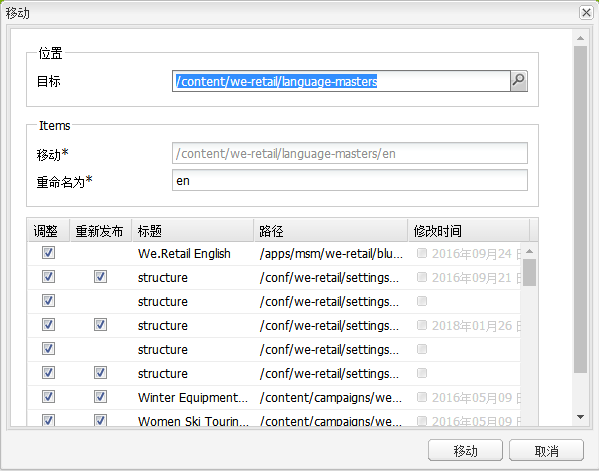 移动
位置
目标 /content/we-retail/language-masters
Items
移动* /content/we-retail/language-masters/en
重命名为* en
调整 重新发布 标题 路径 修改时间
We.Retail English /apps/msm/we-retail/blu... 2016年09月24 日
structure /conf/we-retail/settings... 2016年09月21 日
structure /conf/we-retail/settings...
structure /conf/we-retail/settings... 2018年01月26 日
structure /conf/we-retail/settings...
structure /conf/we-retail/settings...
Winter Equipment... /content/campaigns/we... 2016年05月09 日
Women Ski Tourin... /content/campaigns/we... 2016年05月09 日
移动 取消